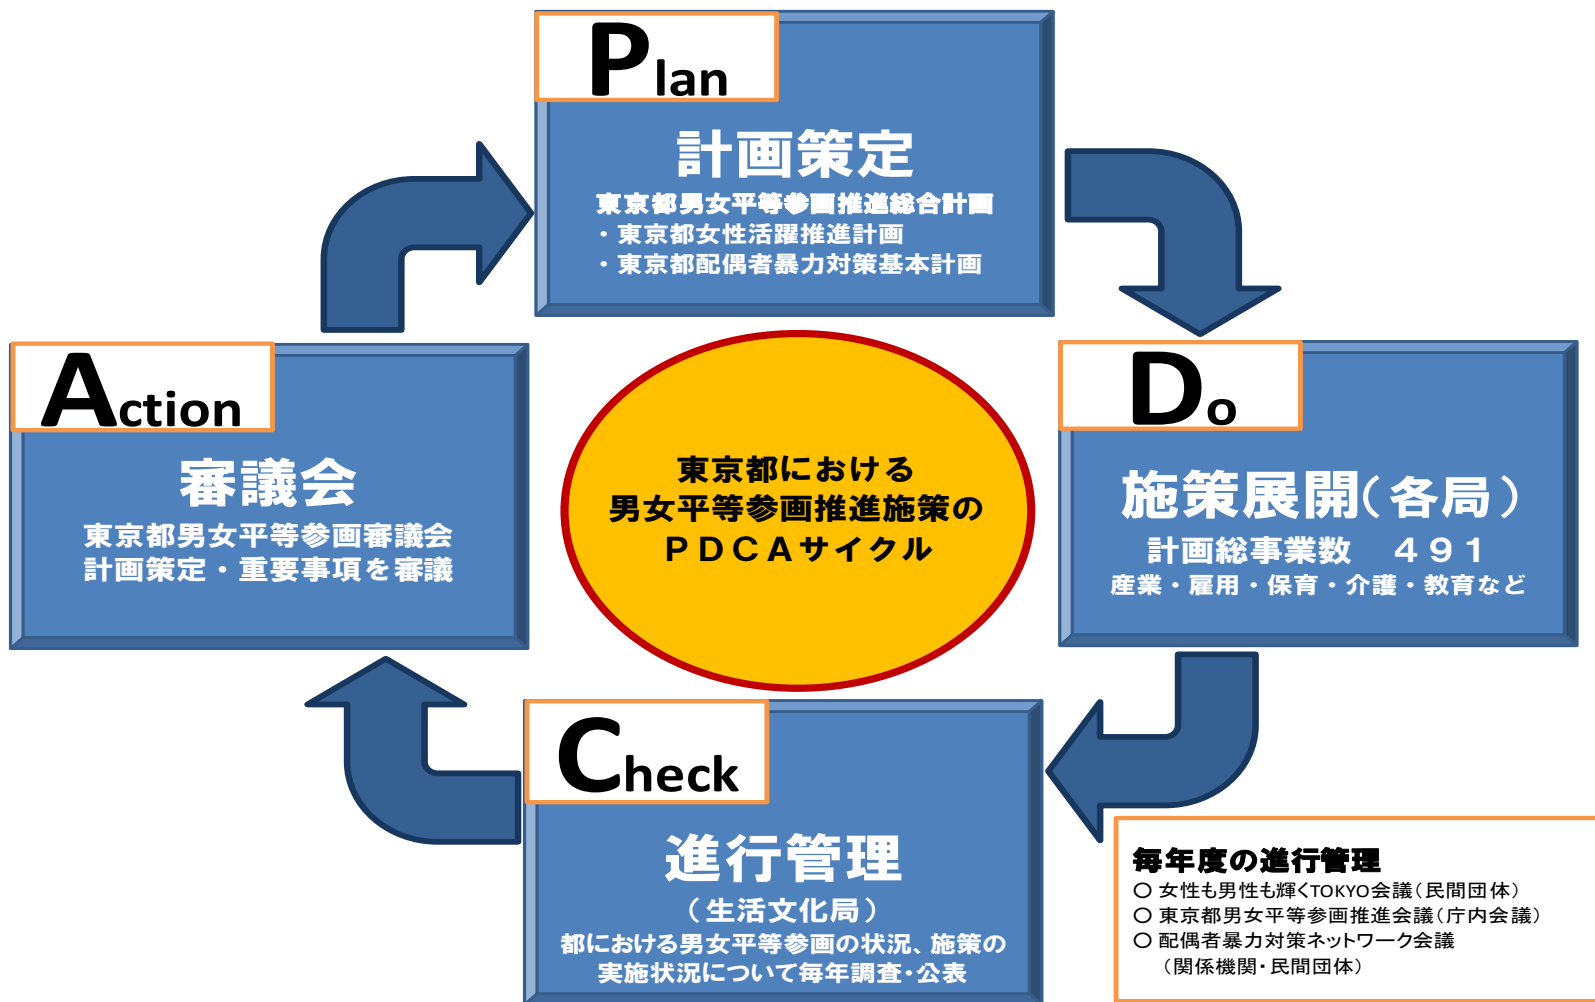 Plan
計画策定
東京都男女平等参画推進総合計画
・東京都女性活躍推進計画
・東京都配偶者暴力対策基本計画
Do
施策展開（各局）
計画総事業数　４９１
産業・雇用・保育・介護・教育など
Check
進行管理
（生活文化局）
都における男女平等参画の状況、施策の
実施状況について毎年調査・公表
Action
審議会
東京都男女平等参画審議会
計画策定・重要事項を審議
東京都における
男女平等参画推進施策の
ＰＤＣＡサイクル
毎年度の進行管理
○ 女性も男性も輝くTOKYO会議（民間団体）
○ 東京都男女平等参画推進会議（庁内会議）
○ 配偶者暴力対策ネットワーク会議
（関係機関・民間団体）